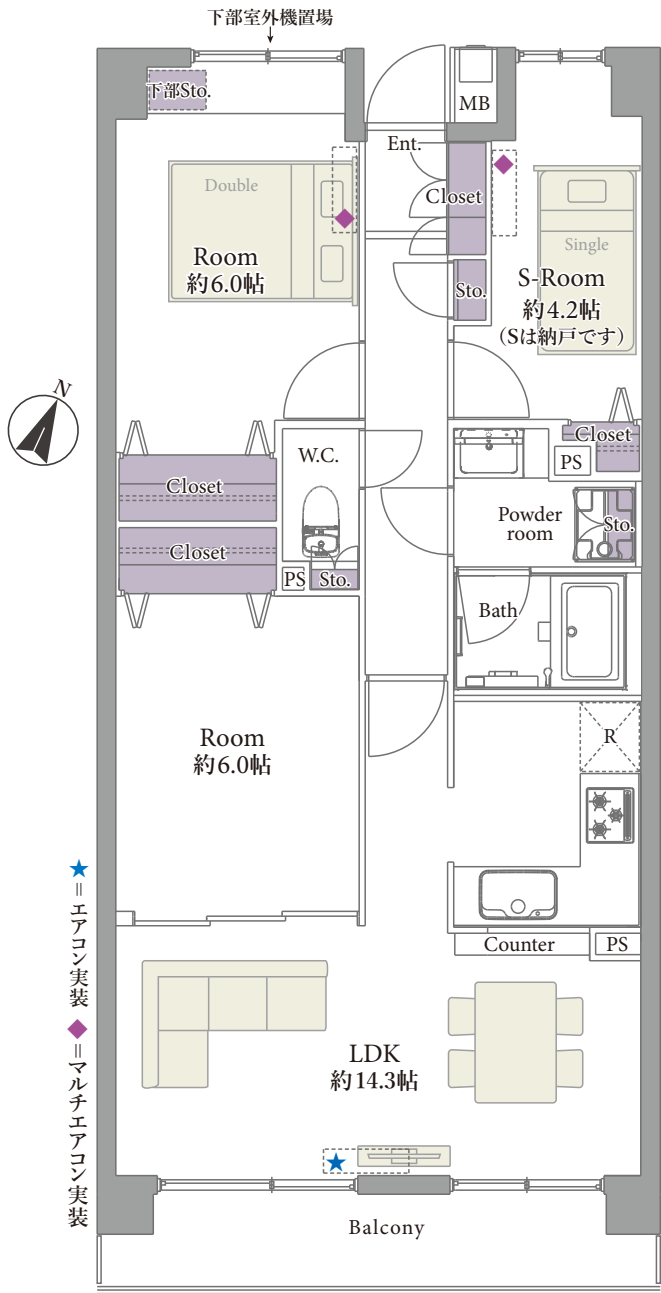 下部室外機置場
下部Sto.
MB
Ent.
Double
Closet
Room
約6.0帖
Single
S-Room
約4.2帖
（Sは納戸です）
Sto.
N
Closet
PS
W.C.
Closet
Powder
room
Sto.
Closet
PS
Sto.
Bath
Room
約6.0帖
R
★=エアコン実装 ◆=マルチエアコン実装
Counter
PS
LDK
約14.3帖
★
Balcony